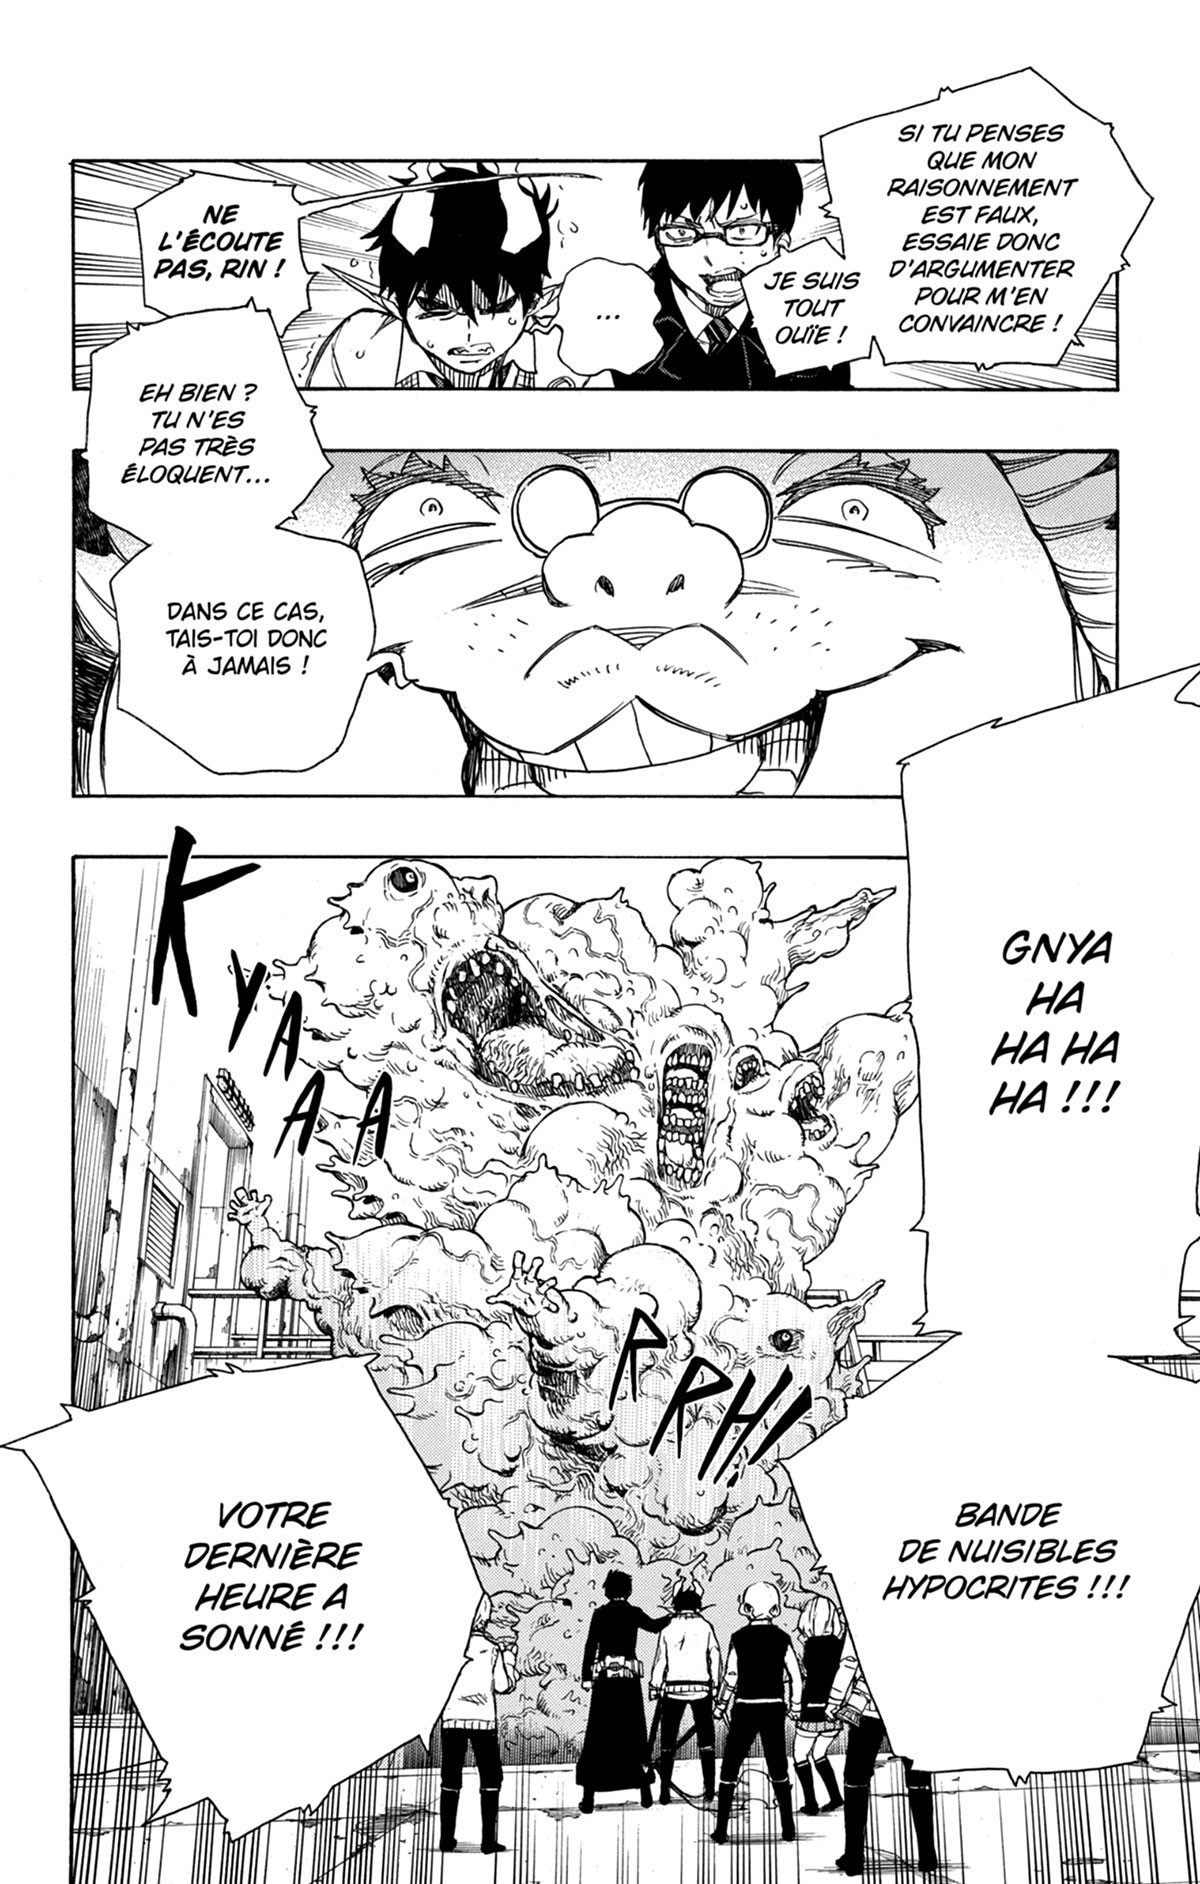 SI TU PENSES
QUE MON
RAISONNEMENT
EST FAUX,
ESSAIE DONC
D'ARGUMENTER
POUR M'EN
CONVAINCRE !
JE SUIS
TOUT
OUÏE !
...
NE
L'ÉCOUTE
PAS, RIN !
EH BIEN ?
TU N'ES
PAS TRÈS
ÉLOQUENT...
DANS CE CAS,
TAIS-TOI DONC
À JAMAIS !
GNYA
HA
HA HA
HA !!!
KYAAAA
RRRHI
BANDE
DE NUISIBLES
HYPOCRITES !!!
VOTRE
DERNIÈRE
HEURE A
SONNÉ !!!